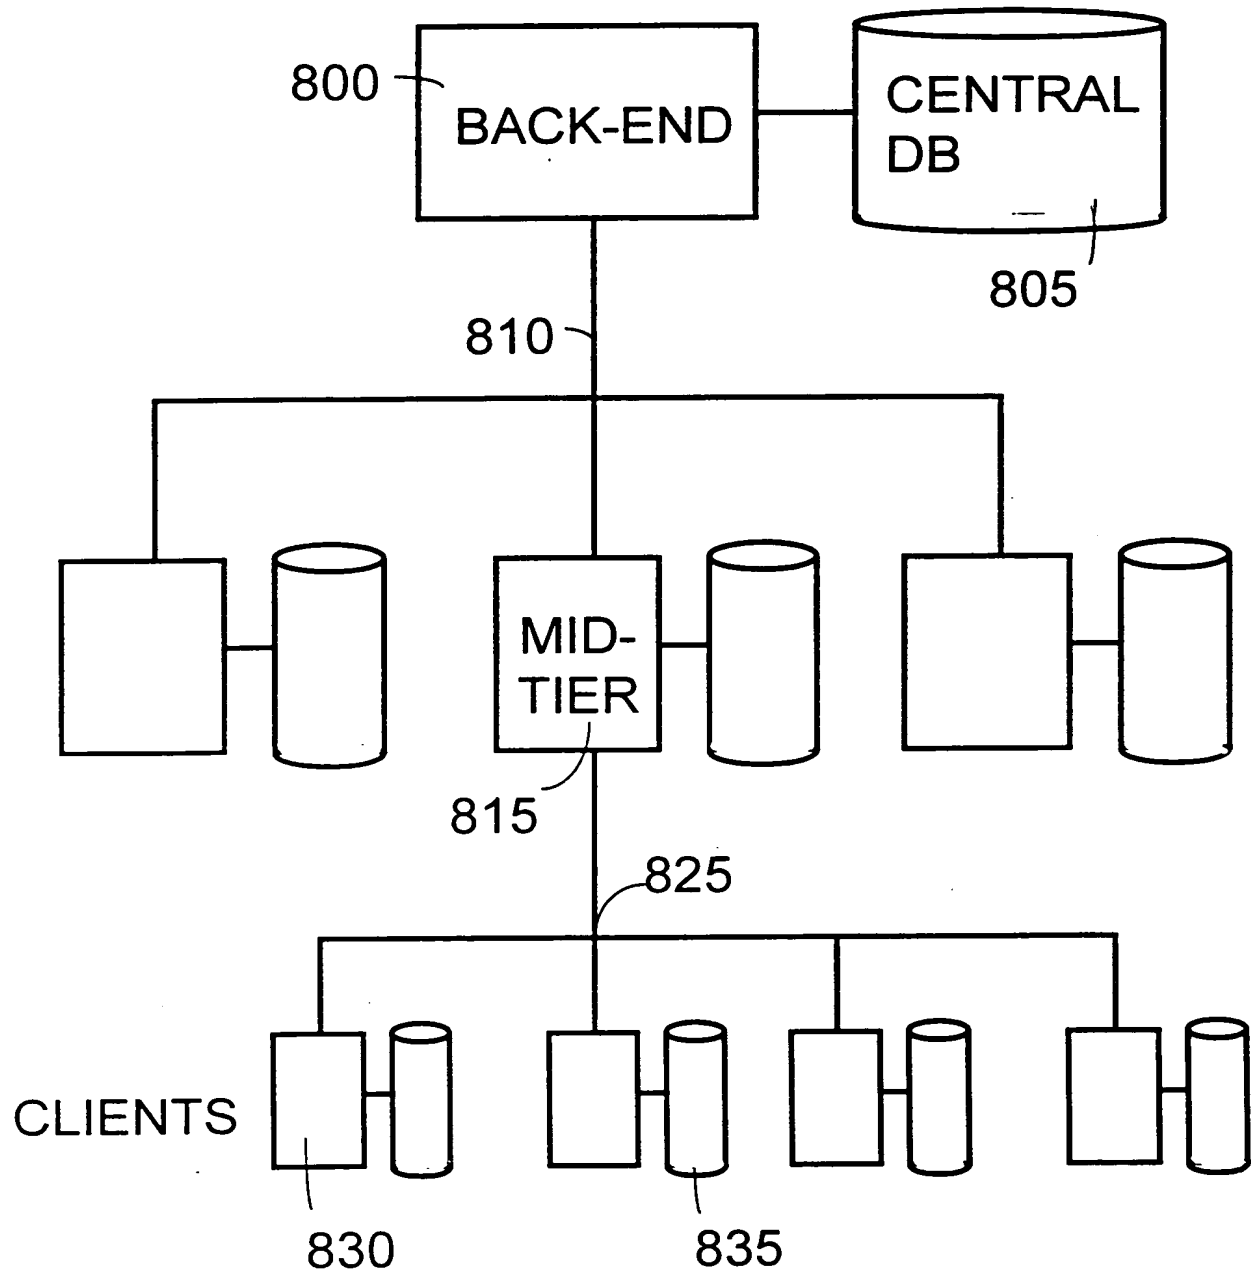 800
BACK-END
CENTRAL
DB
805
810
MID-
TIER
815
825
CLIENTS
830
835